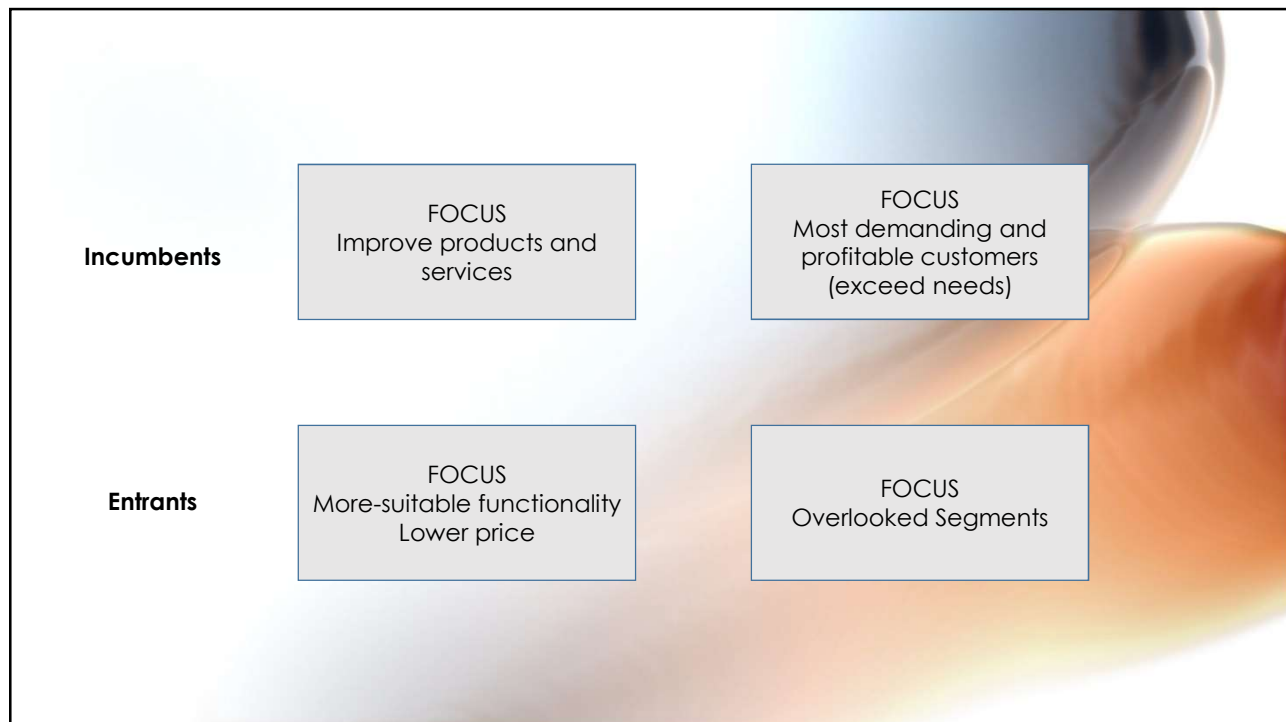 Incumbents
FOCUS
Improve products and
services
FOCUS
Most demanding and
profitable customers
(exceed needs)
Entrants
FOCUS
More-suitable functionality
Lower price
FOCUS
Overlooked Segments